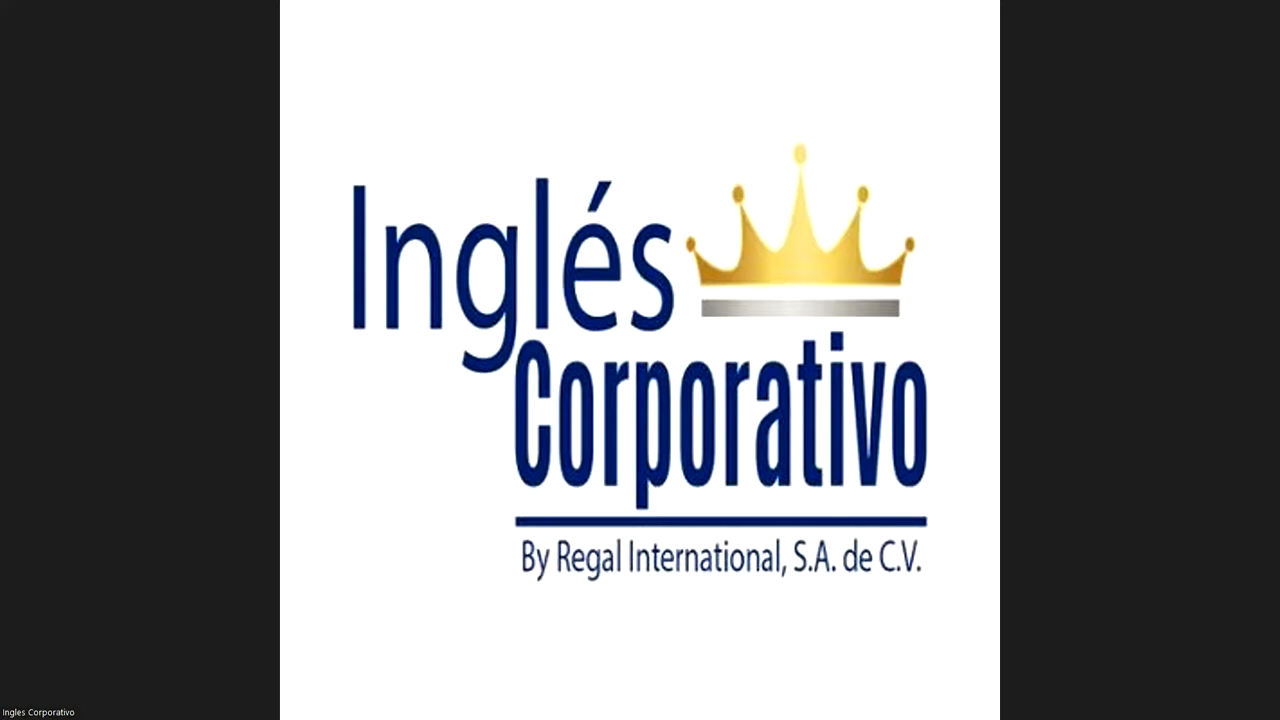 Inglés
Corporativo
By Regal International, S.A. de C.V.
Ingles Corporativo